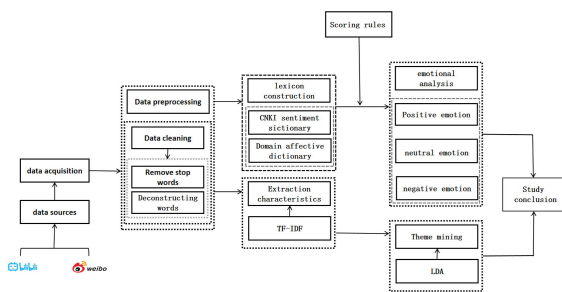 Scoring rules
Data preprocessing
lexicon
construction
CNKI sentiment
sictionary
Domain affective
dictionary
emotional
analysis
Positive emotion
neutral emotion
negative emotion
Data cleaning
Remove stop
words
Deconstructing
words
data acquisition
data sources
bilibili
weibo
Extraction
characteristics
TF-IDF
Theme mining
LDA
Study
conclusion